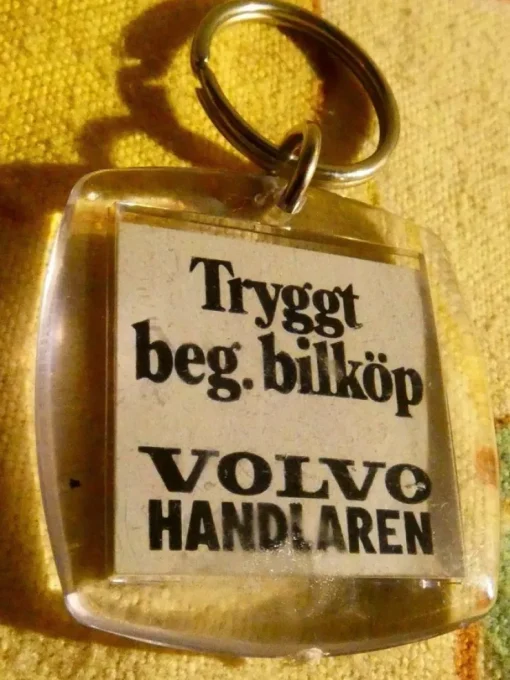 Tryggt
beg. bilköp
VOLVO
HANDLAREN